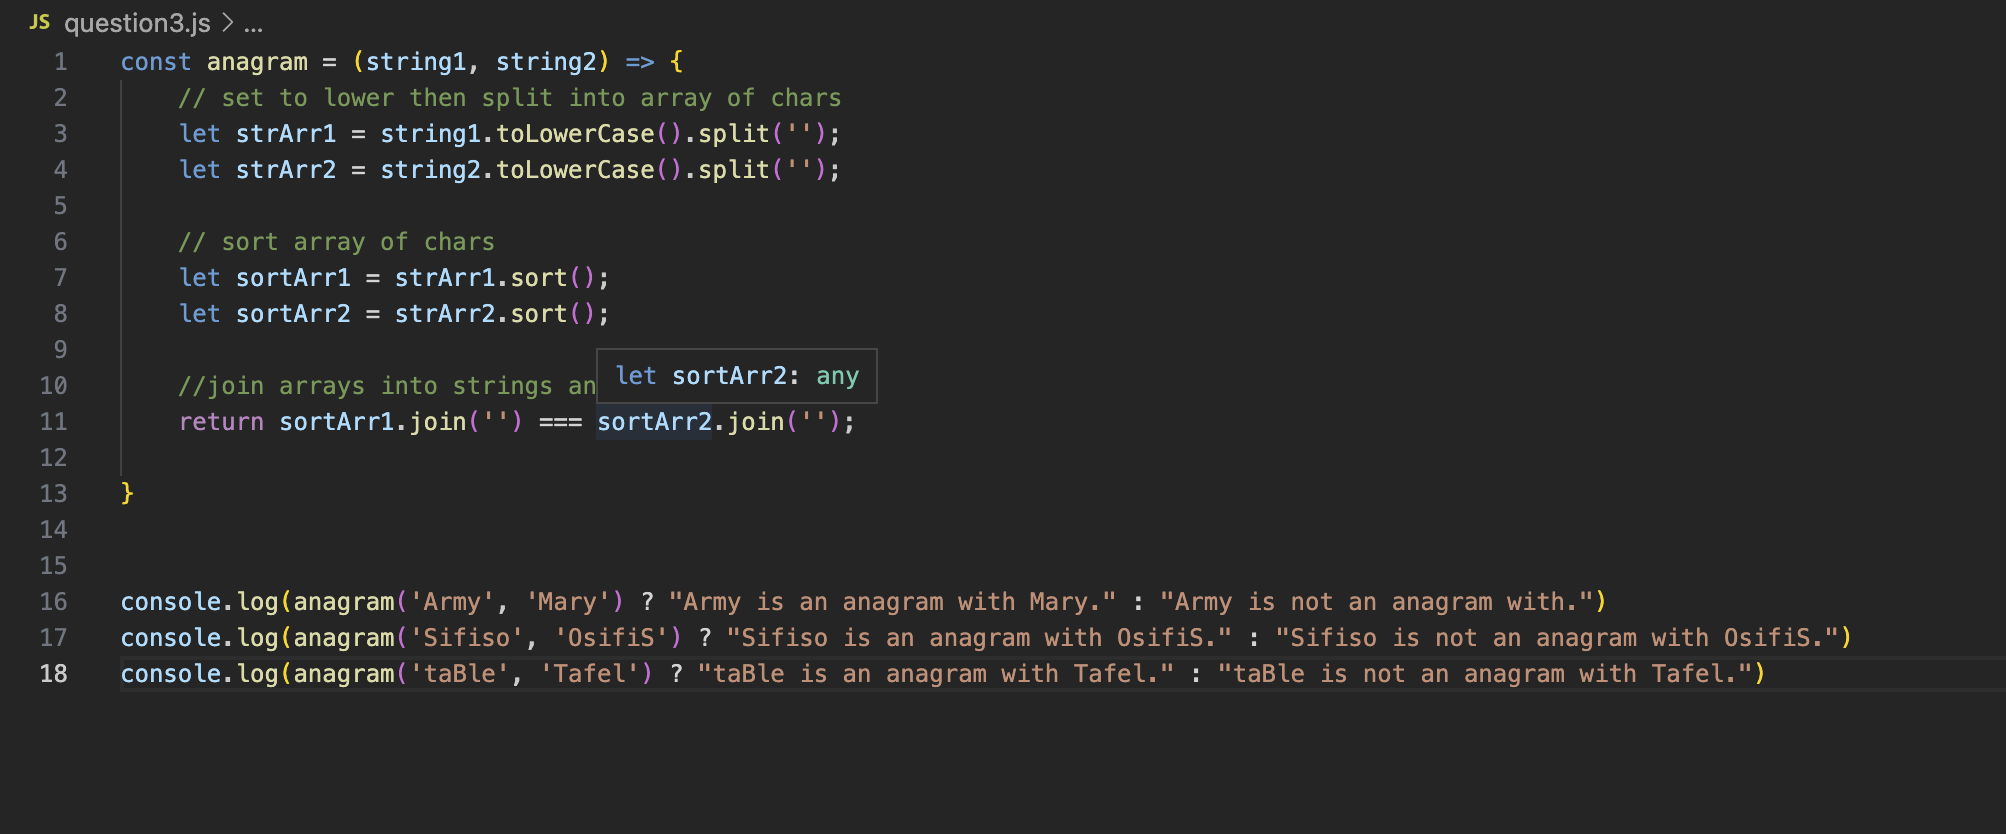 JS question3.js > ...
1 const anagram = (string1, string2) => {
2 // set to lower then split into array of chars
3 let strArr1 = string1.toLowerCase().split('');
4 let strArr2 = string2.toLowerCase().split('');
5
6 // sort array of chars
7 let sortArr1 = strArr1.sort();
8 let sortArr2 = strArr2.sort();
9
let sortArr2: any
10 //join arrays into strings an
11 return sortArr1.join('') === sortArr2.join('');
12
13 }
14
15
16 console.log(anagram('Army', 'Mary') ? "Army is an anagram with Mary." : "Army is not an anagram with.")
17 console.log(anagram('Sifiso', 'OsifiS') ? "Sifiso is an anagram with OsifiS." : "Sifiso is not an anagram with OsifiS.")
18 console.log(anagram('taBle', 'Tafel') ? "taBle is an anagram with Tafel." : "taBle is not an anagram with Tafel.")